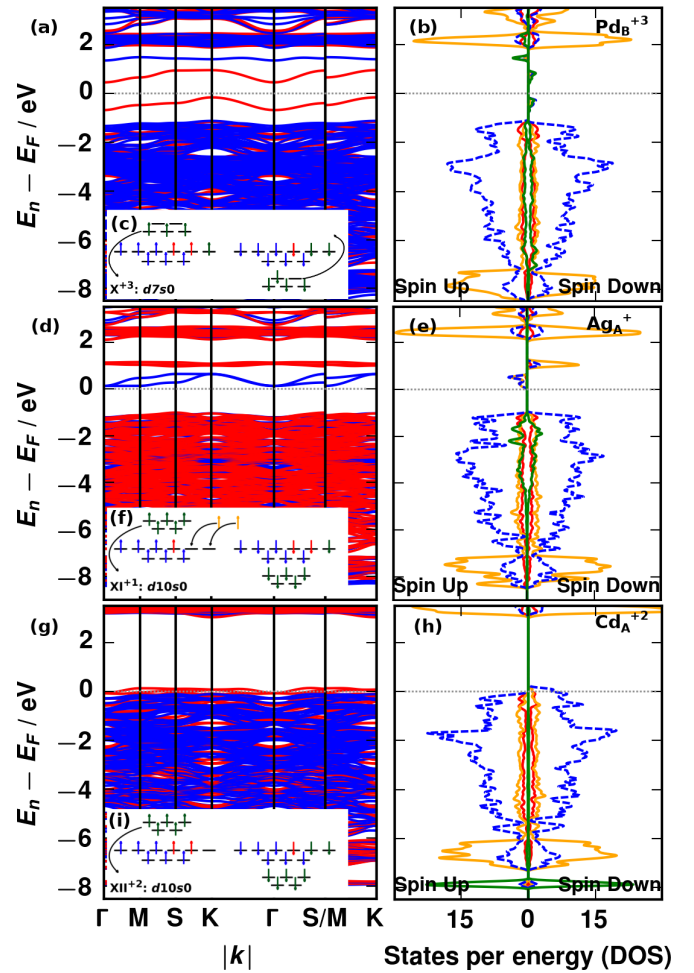 (a)
(b)
Pd_B^{+3}
2
0
−2
−4
−6
−8
E_n − E_F / eV
(c)
X^{+3}: d7s0
Spin Up
Spin Down
(d)
(e)
Ag_A^+
2
0
−2
−4
−6
−8
E_n − E_F / eV
(f)
XI^{+1}: d10s0
Spin Up
Spin Down
(g)
(h)
Cd_A^{+2}
2
0
−2
−4
−6
−8
E_n − E_F / eV
(i)
XII^{+2}: d10s0
Spin Up
Spin Down
Γ M S K Γ S/M K
15 0 15
|k|
States per energy (DOS)